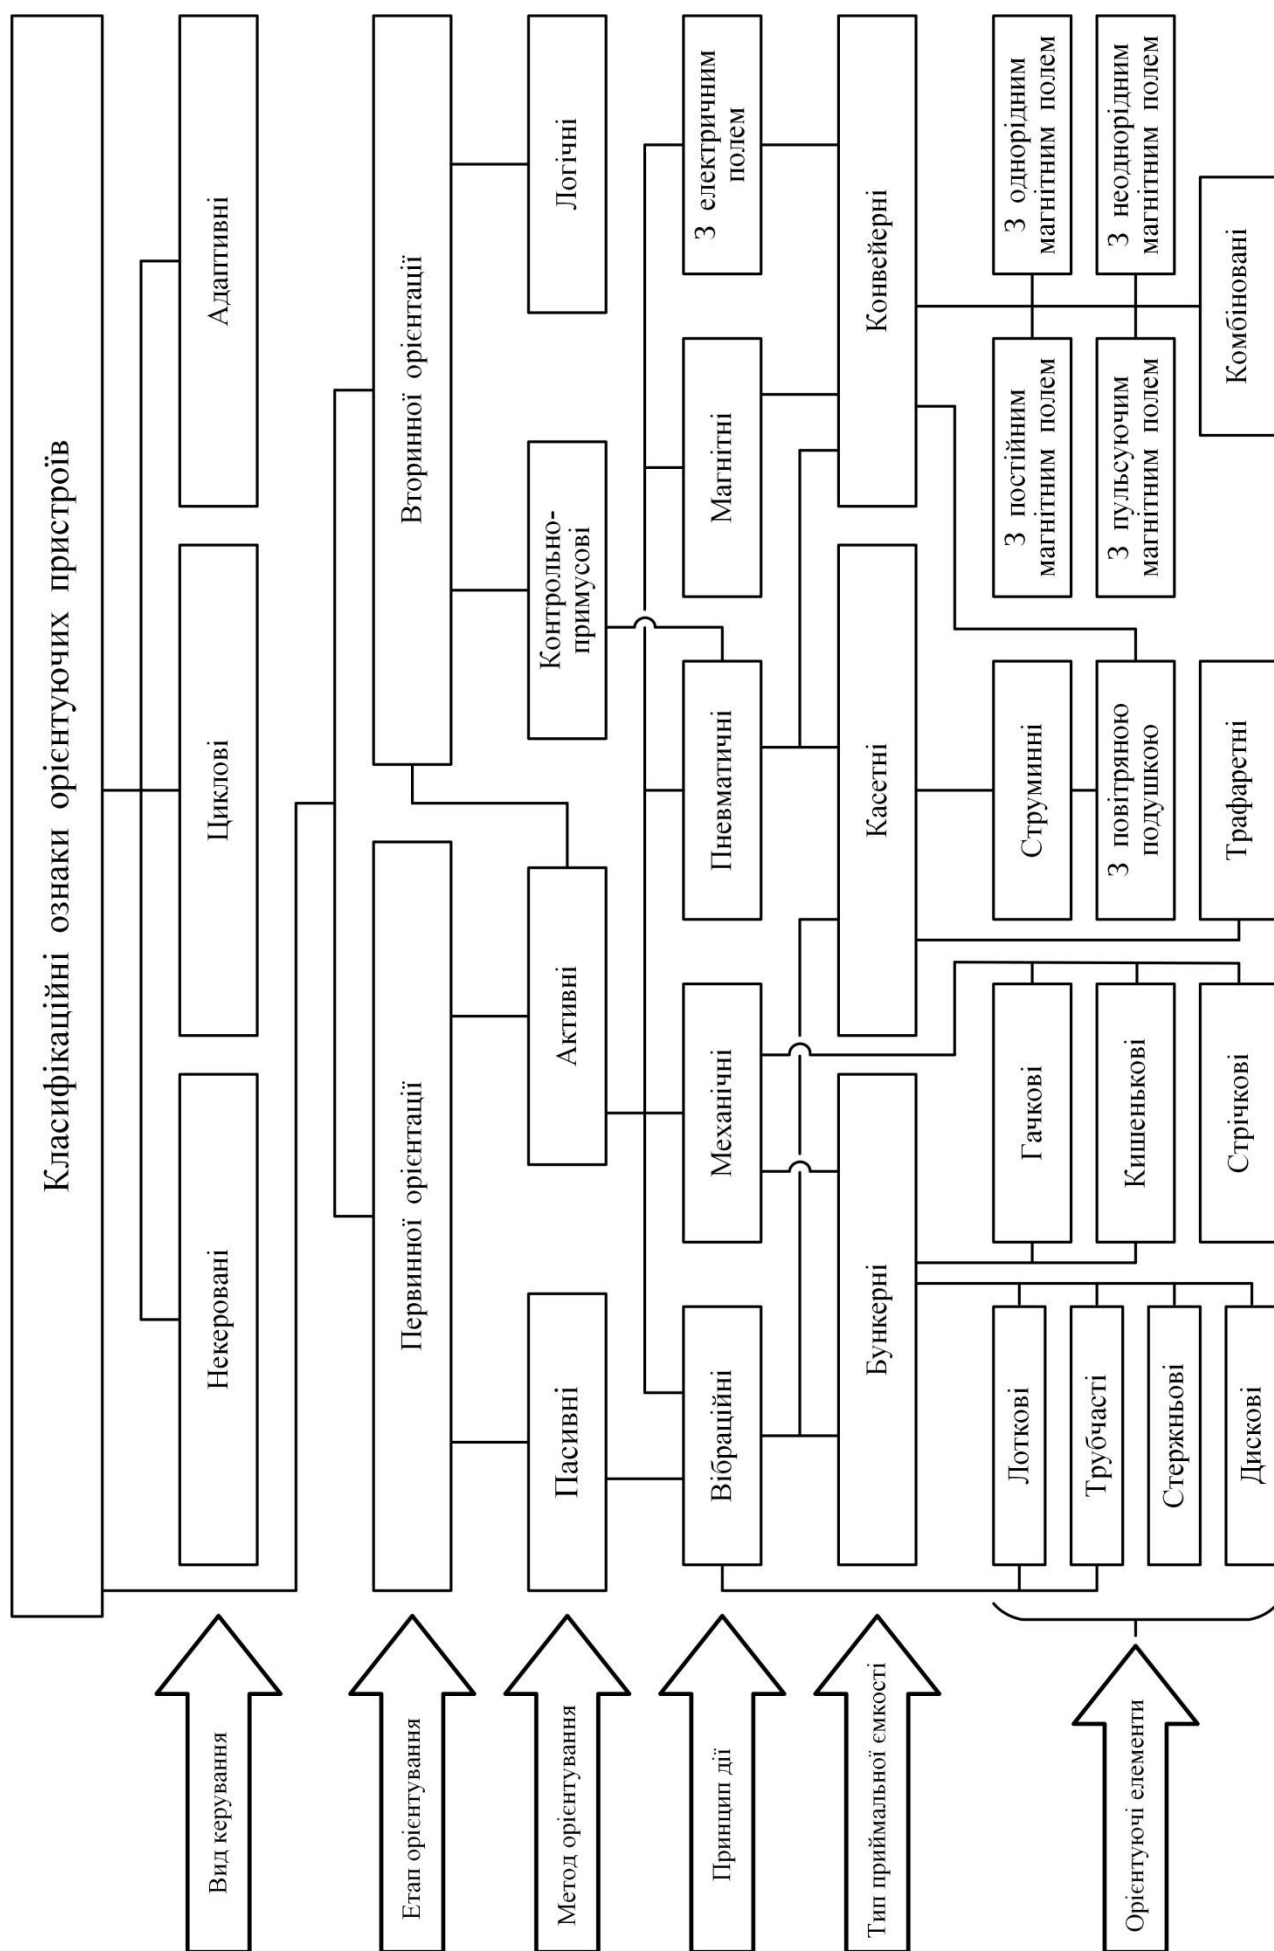 Класифікаційні ознаки орієнтуючих пристроїв
Вид керування
Некеровані
Циклові
Адаптивні
Етап орієнтування
Первинної орієнтації
Вторинної орієнтації
Метод орієнтування
Пасивні
Активні
Контрольно-
примусові
Логічні
Принцип дії
Вібраційні
Механічні
Пневматичні
Магнітні
З електричним
полем
Тип приймальної ємкості
Бункерні
Касетні
Конвейерні
Орієнтуючі елементи
Лоткові
Трубчасті
Стержньові
Дискові
Гачкові
Кишенькові
Стрічкові
Струминні
З повітряною
подушкою
Трафаретні
З постійним
магнітним полем
З однорідним
магнітним полем
З пульсуючим
магнітним полем
З неоднорідним
магнітним полем
Комбіновані